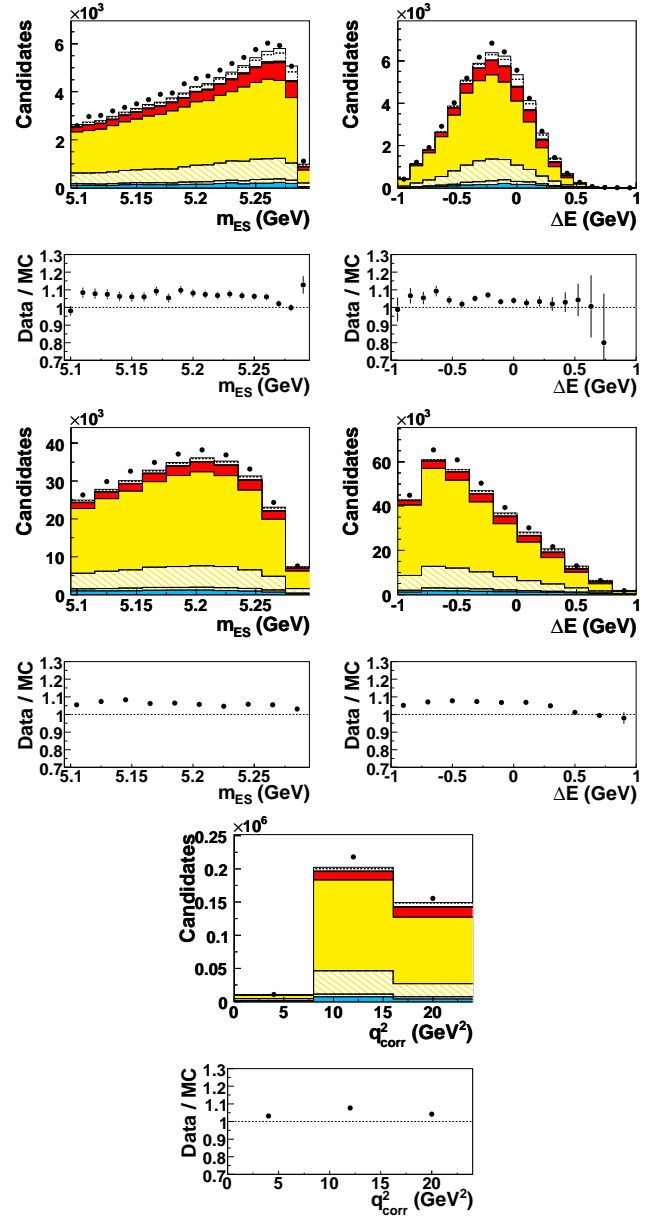 ×10³ ×10³
Candidates
6
4
2
0
5.1 5.15 5.2 5.25
m_ES (GeV)
Candidates
8
6
4
2
0
-1 -0.5 0 0.5 1
ΔE (GeV)
Data / MC
1.3
1.2
1.1
1
0.9
0.8
0.7
5.1 5.15 5.2 5.25
m_ES (GeV)
Data / MC
1.3
1.2
1.1
1
0.9
0.8
0.7
-1 -0.5 0 0.5 1
ΔE (GeV)
×10³ ×10³
Candidates
40
30
20
10
0
5.1 5.15 5.2 5.25
m_ES (GeV)
Candidates
60
40
20
0
-1 -0.5 0 0.5 1
ΔE (GeV)
Data / MC
1.3
1.2
1.1
1
0.9
0.8
0.7
5.1 5.15 5.2 5.25
m_ES (GeV)
Data / MC
1.3
1.2
1.1
1
0.9
0.8
0.7
-1 -0.5 0 0.5 1
ΔE (GeV)
×10⁶
Candidates
0.25
0.2
0.15
0.1
0.05
0
0 5 10 15 20
q²_corr (GeV²)
Data / MC
1.3
1.2
1.1
1
0.9
0.8
0.7
0 5 10 15 20
q²_corr (GeV²)